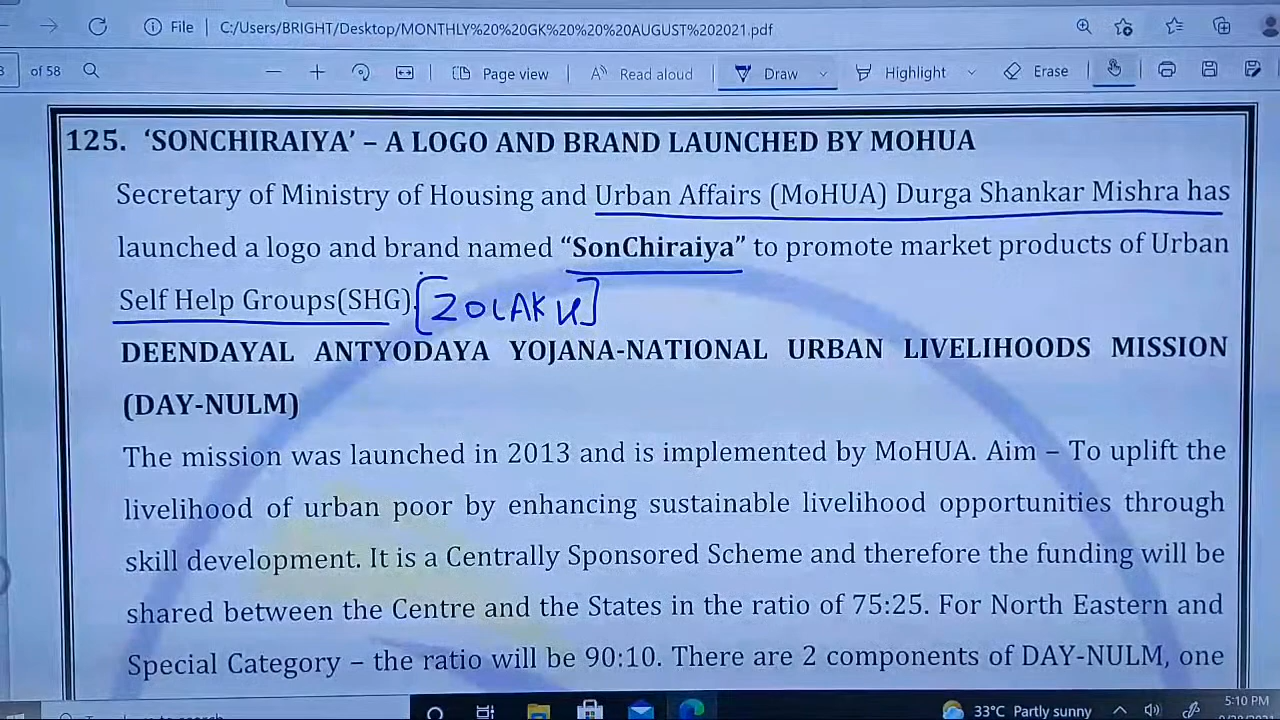 File C:/Users/BRIGHT/Desktop/MONTHLY%20%20GK%20%20%20AUGUST%202021.pdf
of 58 Page view Read aloud Draw Highlight Erase
125. ‘SONCHIRAIYA’ – A LOGO AND BRAND LAUNCHED BY MOHUA
Secretary of Ministry of Housing and Urban Affairs (MoHUA) Durga Shankar Mishra has
launched a logo and brand named “SonChiraiya” to promote market products of Urban
Self Help Groups(SHG). [ZOLAKU]
DEENDAYAL ANTYODAYA YOJANA-NATIONAL URBAN LIVELIHOODS MISSION
(DAY-NULM)
The mission was launched in 2013 and is implemented by MoHUA. Aim – To uplift the
livelihood of urban poor by enhancing sustainable livelihood opportunities through
skill development. It is a Centrally Sponsored Scheme and therefore the funding will be
shared between the Centre and the States in the ratio of 75:25. For North Eastern and
Special Category – the ratio will be 90:10. There are 2 components of DAY-NULM, one
33°C Partly sunny 5:10 PM